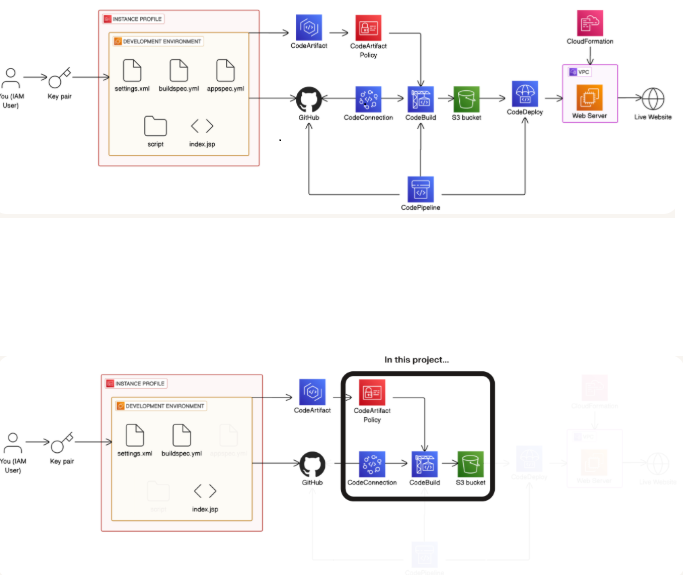 INSTANCE PROFILE
DEVELOPMENT ENVIRONMENT
settings.xml
buildspec.yml
appspec.yml
script
index.jsp
You (IAM
User)
Key pair
CodeArtifact
CodeArtifact
Policy
GitHub
CodeConnection
CodeBuild
S3 bucket
CodeDeploy
CloudFormation
VPC
Web Server
Live Website
CodePipeline
In this project...
INSTANCE PROFILE
DEVELOPMENT ENVIRONMENT
settings.xml
buildspec.yml
index.jsp
You (IAM
User)
Key pair
CodeArtifact
CodeArtifact
Policy
GitHub
CodeConnection
CodeBuild
S3 bucket